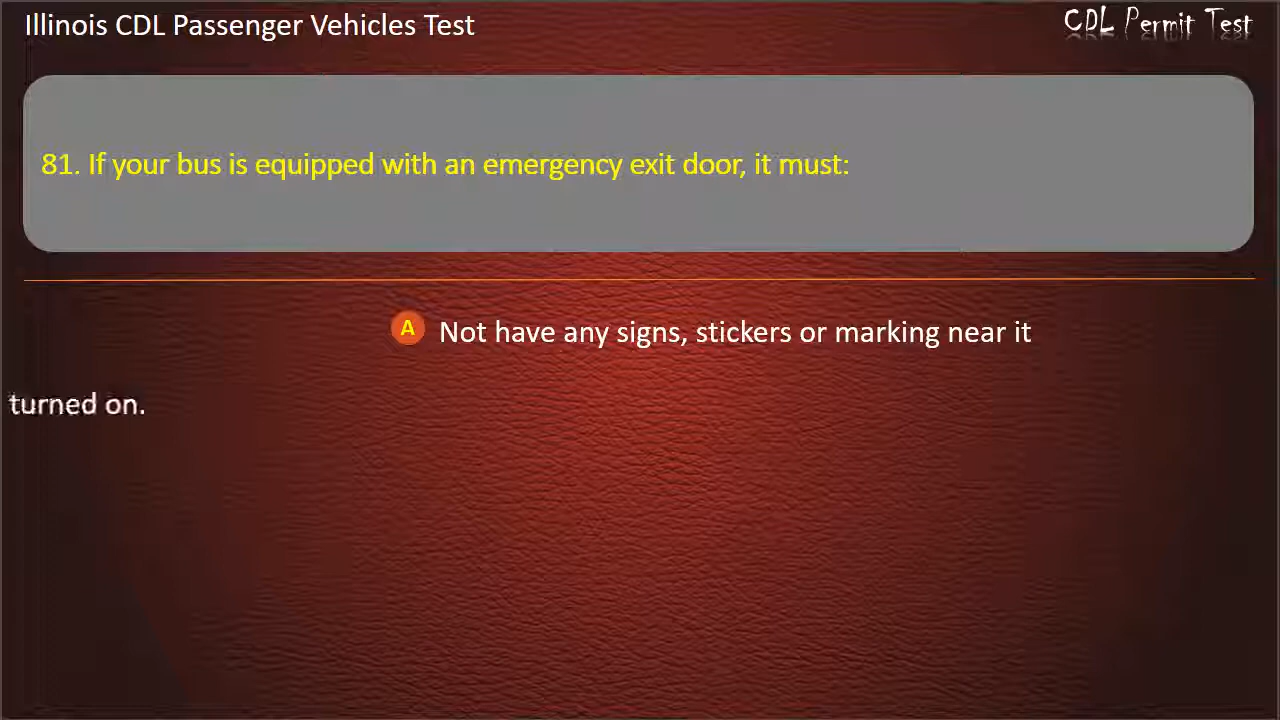 Illinois CDL Passenger Vehicles Test
CDL Permit Test
81. If your bus is equipped with an emergency exit door, it must:
A Not have any signs, stickers or marking near it
turned on.